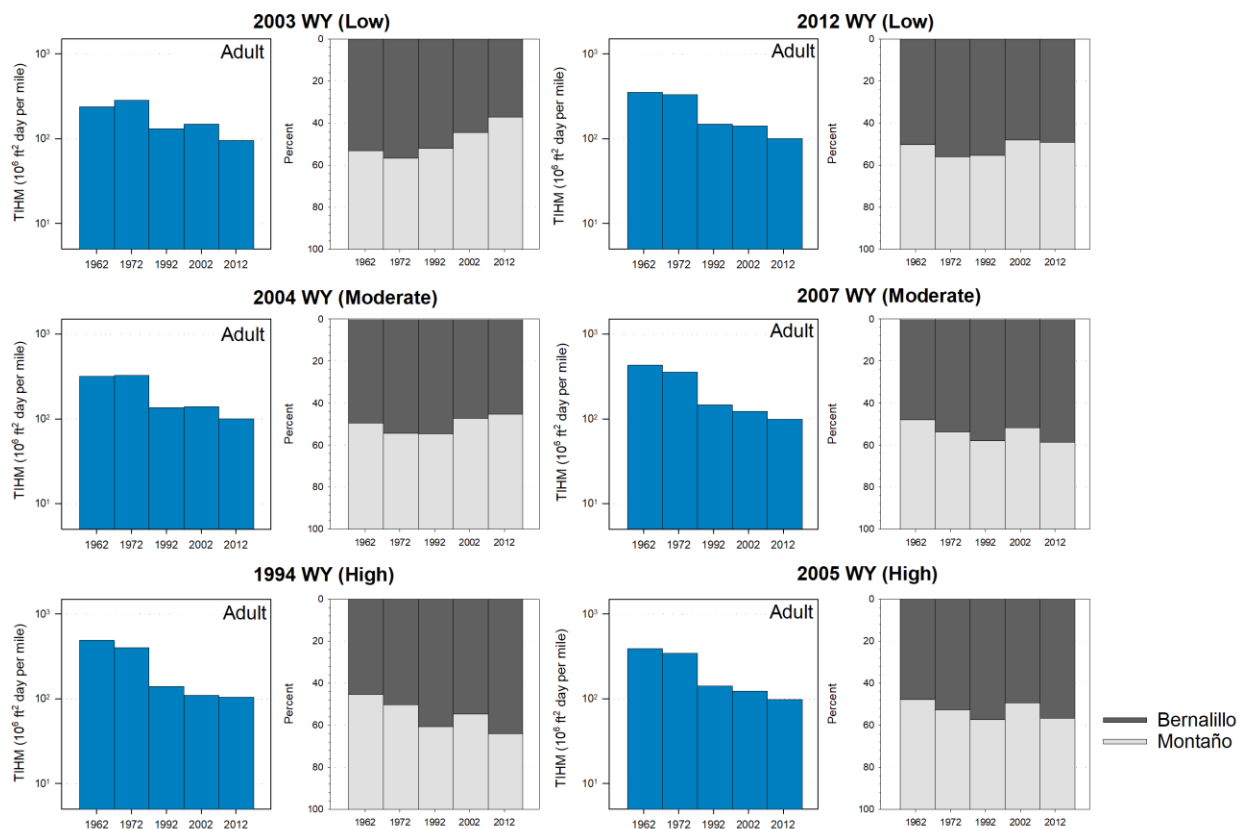 2003 WY (Low)
Adult
TIHM (10⁶ ft² day per mile)
10³
10²
10¹
1962 1972 1992 2002 2012
Percent
0
20
40
60
80
100
1962 1972 1992 2002 2012
2012 WY (Low)
Adult
TIHM (10⁶ ft² day per mile)
10³
10²
10¹
1962 1972 1992 2002 2012
Percent
0
20
40
60
80
100
1962 1972 1992 2002 2012
2004 WY (Moderate)
Adult
TIHM (10⁶ ft² day per mile)
10³
10²
10¹
1962 1972 1992 2002 2012
Percent
0
20
40
60
80
100
1962 1972 1992 2002 2012
2007 WY (Moderate)
Adult
TIHM (10⁶ ft² day per mile)
10³
10²
10¹
1962 1972 1992 2002 2012
Percent
0
20
40
60
80
100
1962 1972 1992 2002 2012
1994 WY (High)
Adult
TIHM (10⁶ ft² day per mile)
10³
10²
10¹
1962 1972 1992 2002 2012
Percent
0
20
40
60
80
100
1962 1972 1992 2002 2012
2005 WY (High)
Adult
TIHM (10⁶ ft² day per mile)
10³
10²
10¹
1962 1972 1992 2002 2012
Percent
0
20
40
60
80
100
1962 1972 1992 2002 2012
Bernalillo
Montaño